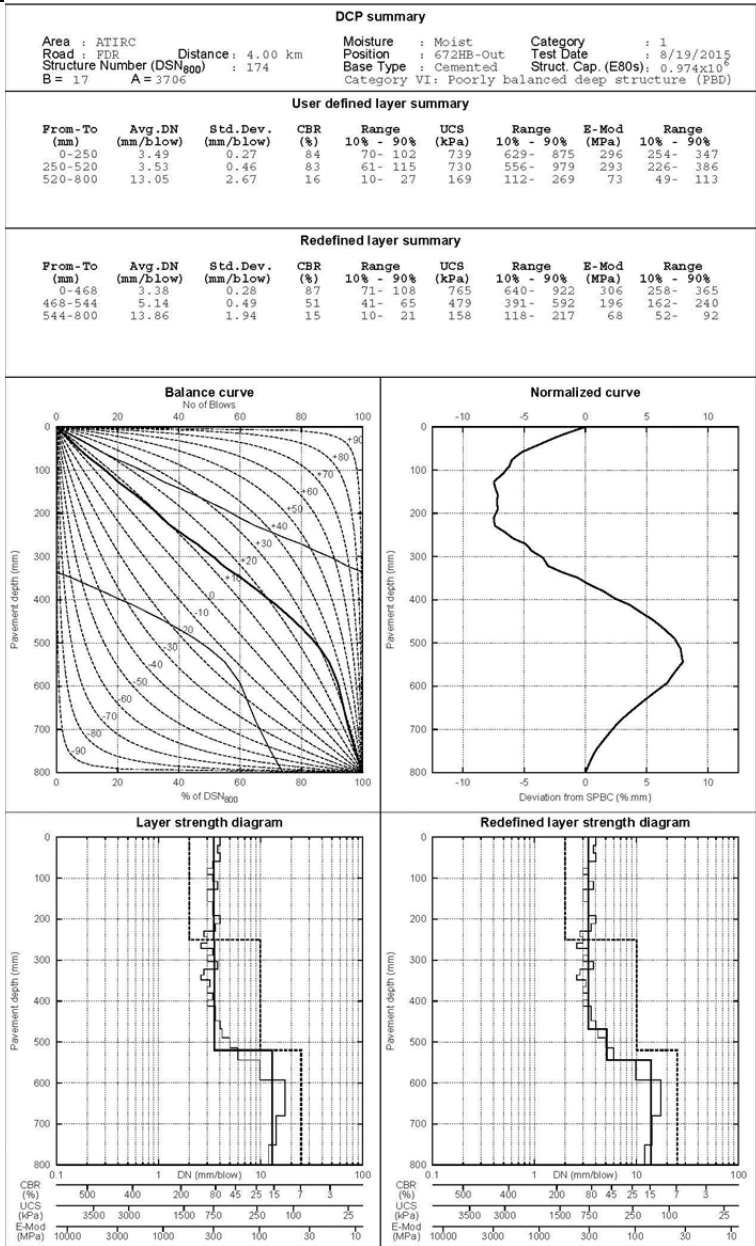 DCP summary
Area : ATIRC Moisture : Moist Category : 1
Road : FDR Distance : 4.00 km Position : 672HB-Out Test Date : 8/19/2015
Structure Number (DSN800) : 174 Base Type : Cemented Struct. Cap. (E80s) : 0.974x10^6
B = 17 A = 3706 Category VI: Poorly balanced deep structure (PBD)
User defined layer summary
From-To Avg.DN Std.Dev. CBR Range UCS Range E-Mod Range
(mm) (mm/blow) (mm/blow) (%) 10% - 90% (kPa) 10% - 90% (MPa) 10% - 90%
0-250 3.49 0.27 84 70- 102 739 629- 875 296 254- 347
250-520 3.53 0.46 83 61- 115 730 556- 979 293 226- 386
520-800 13.05 2.67 16 10- 27 169 112- 269 73 49- 113
Redefined layer summary
From-To Avg.DN Std.Dev. CBR Range UCS Range E-Mod Range
(mm) (mm/blow) (mm/blow) (%) 10% - 90% (kPa) 10% - 90% (MPa) 10% - 90%
0-468 3.38 0.28 87 71- 108 765 640- 922 306 258- 365
468-544 5.14 0.49 51 41- 65 479 391- 592 196 162- 240
544-800 13.86 1.94 15 10- 21 158 118- 217 68 52- 92
Balance curve
No of Blows
0 20 40 60 80 100
0
100
200
300
400
500
600
700
800
Pavement depth (mm)
+90
+80
+70
+60
+50
+40
+30
+20
+10
0
-10
-20
-30
-40
-50
-60
-70
-80
-90
0 20 40 60 80 100
% of DSN800
Normalized curve
-10 -5 0 5 10
0
100
200
300
400
500
600
700
800
Pavement depth (mm)
-10 -5 0 5 10
Deviation from SPBC (%.mm)
Layer strength diagram
0
100
200
300
400
500
600
700
800
Pavement depth (mm)
0.1 1 10 100
DN (mm/blow)
CBR (%) 500 400 200 80 45 25 15 7 3
UCS (kPa) 3500 3000 1500 750 250 100 25
E-Mod (MPa) 10000 3000 1000 300 100 30 10
Redefined layer strength diagram
0
100
200
300
400
500
600
700
800
Pavement depth (mm)
0.1 1 10 100
DN (mm/blow)
CBR (%) 500 400 200 80 45 25 15 7 3
UCS (kPa) 3500 3000 1500 750 250 100 25
E-Mod (MPa) 10000 3000 1000 300 100 30 10